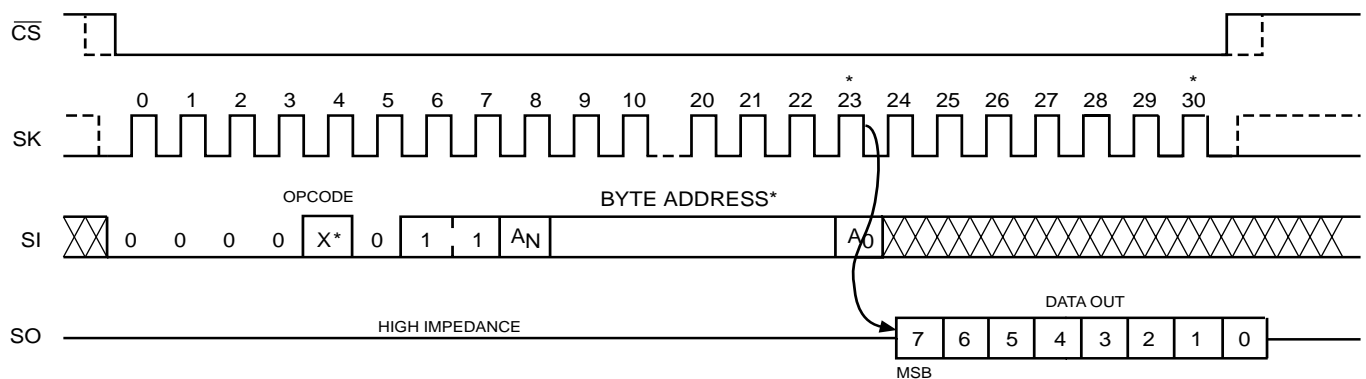 CS
* *
0 1 2 3 4 5 6 7 8 9 10 20 21 22 23 24 25 26 27 28 29 30
SK
OPCODE
BYTE ADDRESS*
SI 0 0 0 0 X* 0 1 1 AN A0
DATA OUT
HIGH IMPEDANCE
SO 7 6 5 4 3 2 1 0
MSB